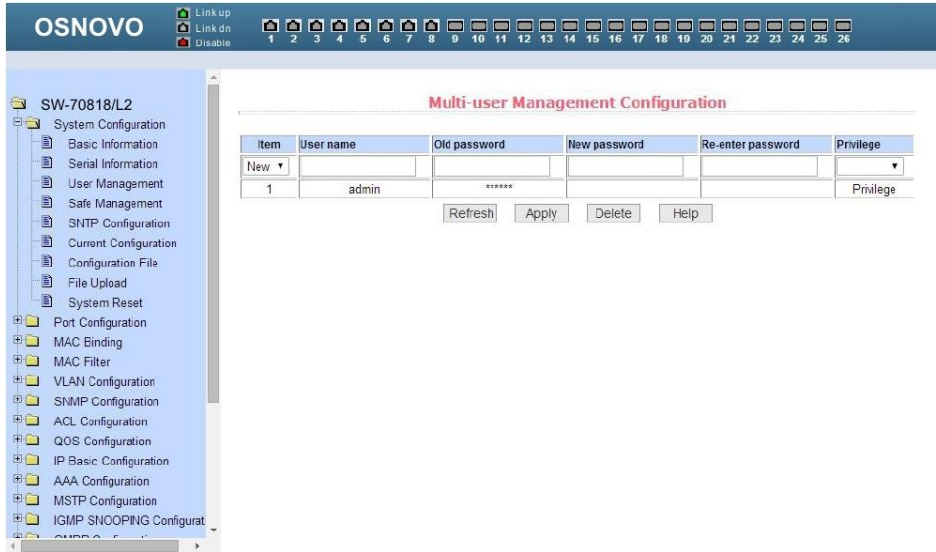 OSNOVO
Link up
Link dn
Disable
1 2 3 4 5 6 7 8 9 10 11 12 13 14 15 16 17 18 19 20 21 22 23 24 25 26
SW-70818/L2
System Configuration
Basic Information
Serial Information
User Management
Safe Management
SNTP Configuration
Current Configuration
Configuration File
File Upload
System Reset
Port Configuration
MAC Binding
MAC Filter
VLAN Configuration
SNMP Configuration
ACL Configuration
QOS Configuration
IP Basic Configuration
AAA Configuration
MSTP Configuration
IGMP SNOOPING Configurat
Multi-user Management Configuration
Item User name Old password New password Re-enter password Privilege
New
1 admin ****** Privilege
Refresh Apply Delete Help